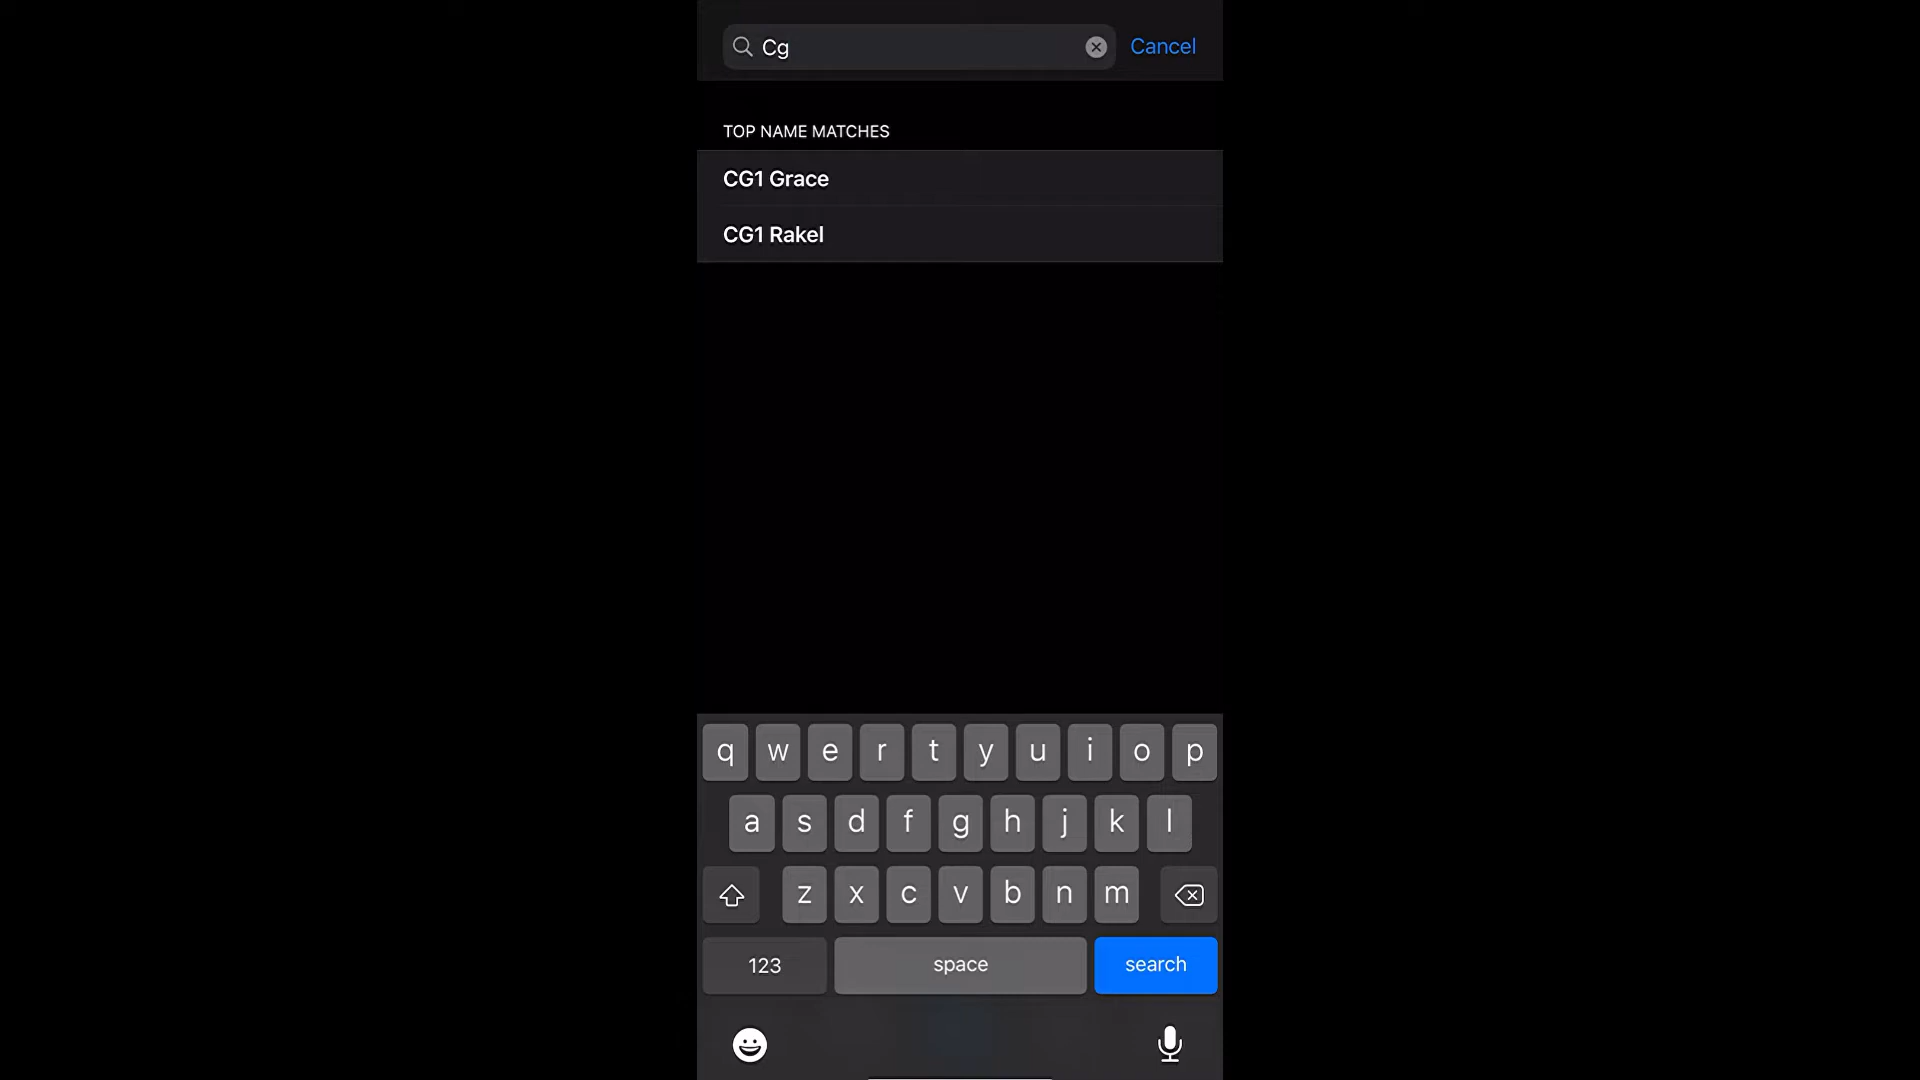 Cg
Cancel
TOP NAME MATCHES
CG1 Grace
CG1 Rakel
q w e r t y u i o p
a s d f g h j k l
z x c v b n m
123 space search